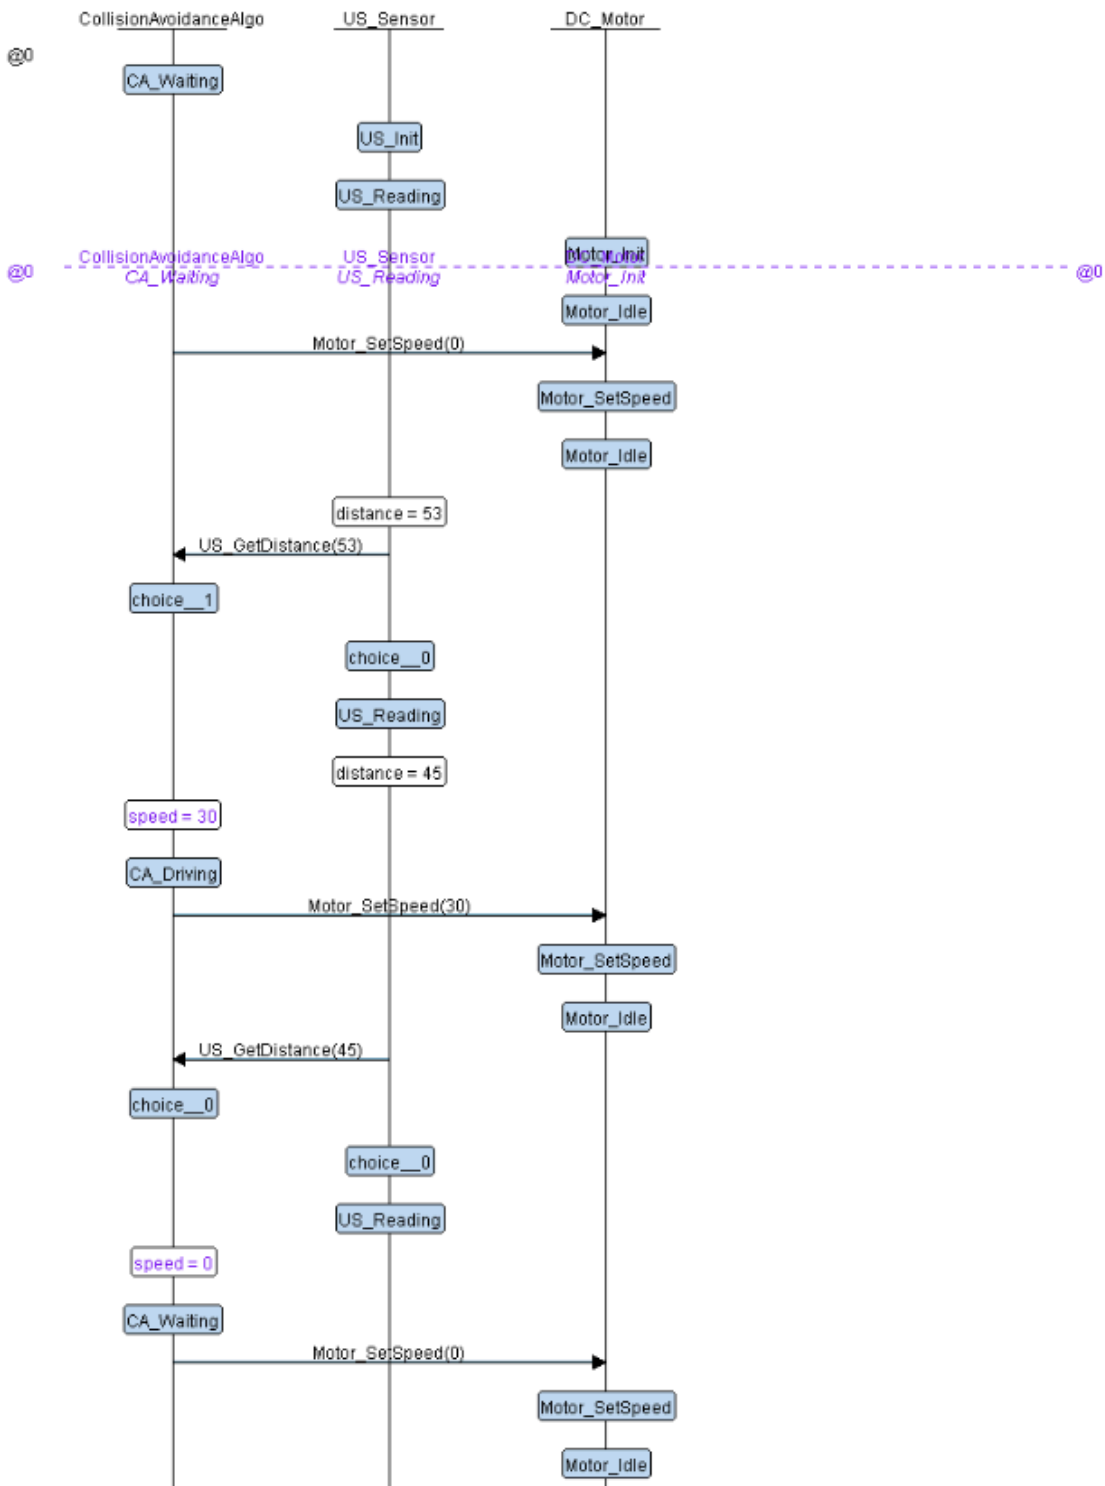 CollisionAvoidanceAlgo US_Sensor DC_Motor
@0
CA_Waiting
US_Init
US_Reading
Motor_Init
CollisionAvoidanceAlgo US_Sensor
@0 CA_Waiting US_Reading Motor_Init @0
Motor_Idle
Motor_SetSpeed(0)
Motor_SetSpeed
Motor_Idle
distance = 53
US_GetDistance(53)
choice__1
choice__0
US_Reading
distance = 45
speed = 30
CA_Driving
Motor_SetSpeed(30)
Motor_SetSpeed
Motor_Idle
US_GetDistance(45)
choice__0
choice__0
US_Reading
speed = 0
CA_Waiting
Motor_SetSpeed(0)
Motor_SetSpeed
Motor_Idle